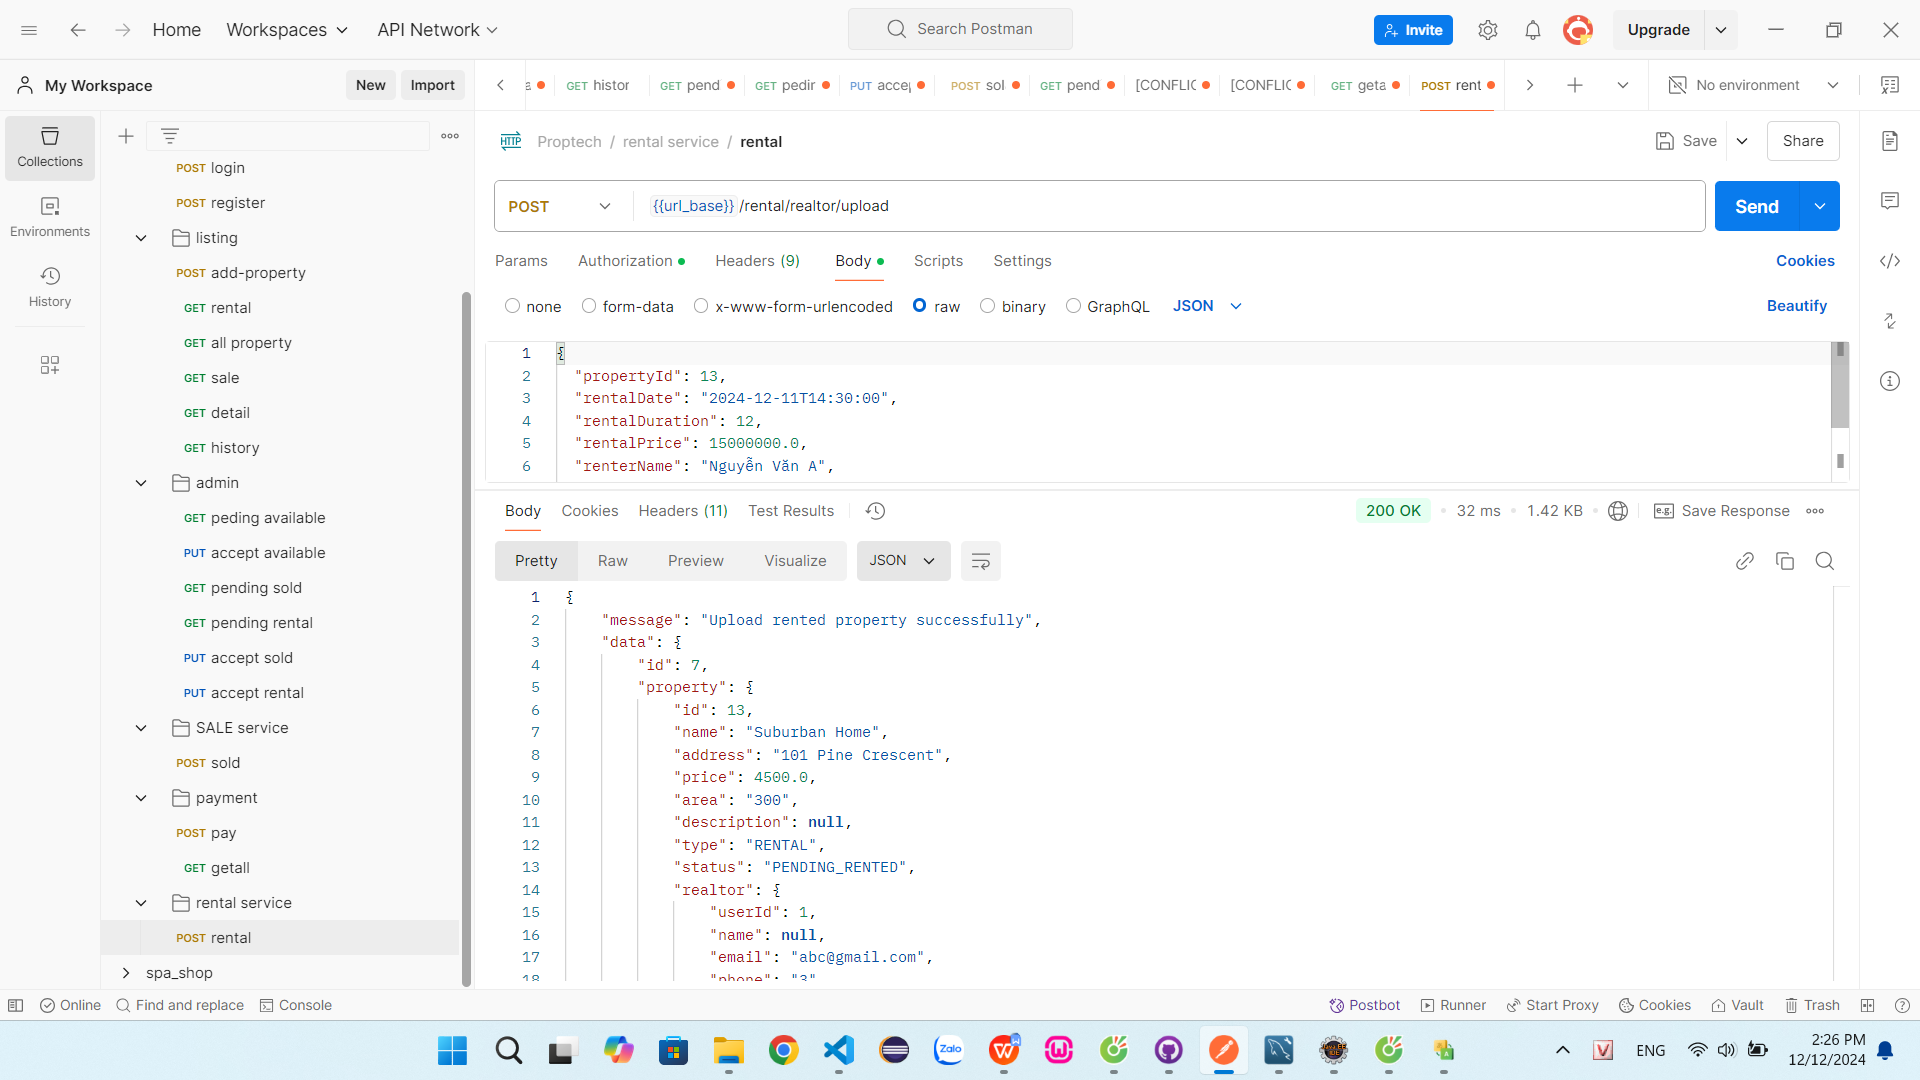 Home
Workspaces
API Network
Search Postman
Invite
Upgrade
My Workspace
New
Import
GET histor
GET pend
GET pedir
PUT accep
POST sol
GET pend
[CONFLIC
[CONFLIC
GET geta
POST rent
No environment
Collections
Environments
History
POST login
POST register
listing
POST add-property
GET rental
GET all property
GET sale
GET detail
GET history
admin
GET peding available
PUT accept available
GET pending sold
GET pending rental
PUT accept sold
PUT accept rental
SALE service
POST sold
payment
POST pay
GET getall
rental service
POST rental
spa_shop
HTTP Proptech / rental service / rental
Save
Share
POST {{url_base}} /rental/realtor/upload
Send
Params Authorization Headers (9) Body Scripts Settings
Cookies
none form-data x-www-form-urlencoded raw binary GraphQL JSON
Beautify
1 {
2 "propertyId": 13,
3 "rentalDate": "2024-12-11T14:30:00",
4 "rentalDuration": 12,
5 "rentalPrice": 15000000.0,
6 "renterName": "Nguyễn Văn A",
Body Cookies Headers (11) Test Results
200 OK 32 ms 1.42 KB
e.g. Save Response
Pretty Raw Preview Visualize JSON
1 {
2 "message": "Upload rented property successfully",
3 "data": {
4 "id": 7,
5 "property": {
6 "id": 13,
7 "name": "Suburban Home",
8 "address": "101 Pine Crescent",
9 "price": 4500.0,
10 "area": "300",
11 "description": null,
12 "type": "RENTAL",
13 "status": "PENDING_RENTED",
14 "realtor": {
15 "userId": 1,
16 "name": null,
17 "email": "abc@gmail.com",
18 "phone": "3"
Online Find and replace Console
Postbot Runner Start Proxy Cookies Vault Trash
Zalo
ENG
2:26 PM
12/12/2024